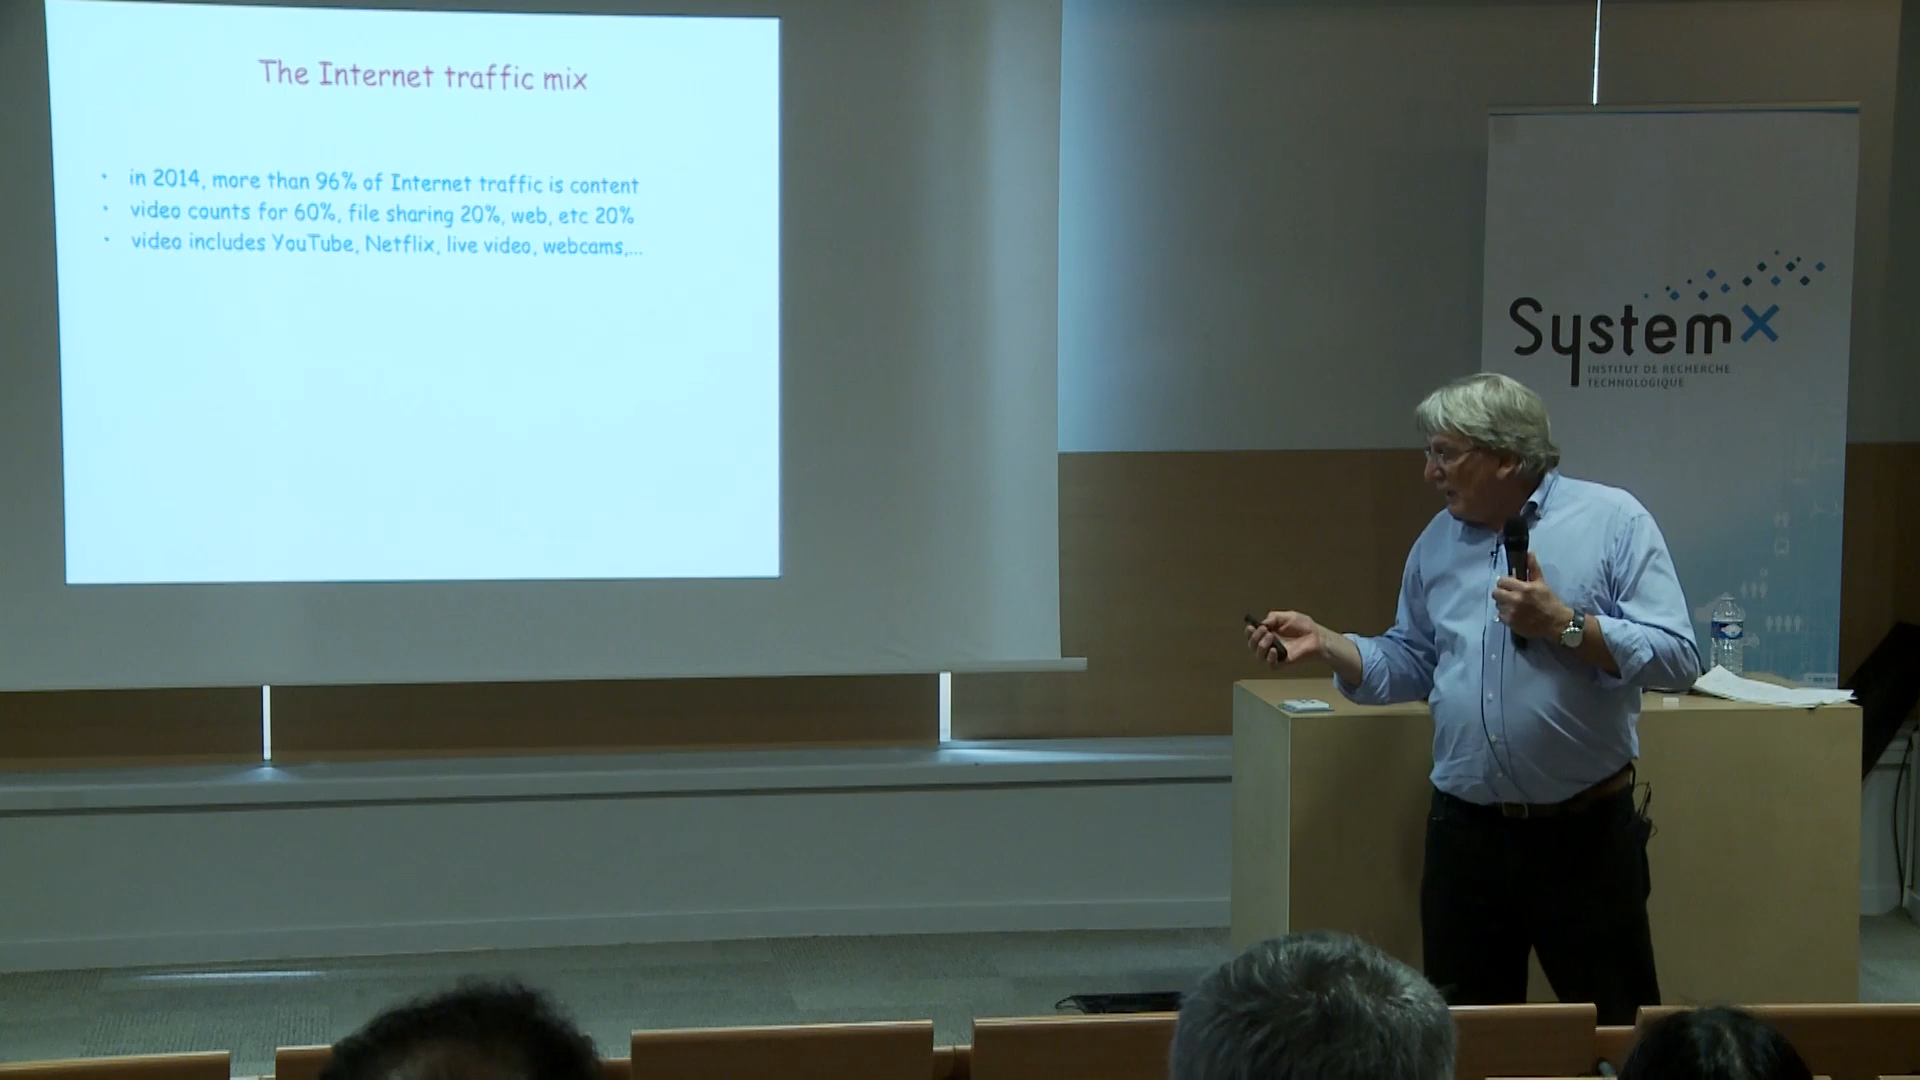 The Internet traffic mix
• in 2014, more than 96% of Internet traffic is content
• video counts for 60%, file sharing 20%, web, etc 20%
• video includes YouTube, Netflix, live video, webcams,...
SystemX
INSTITUT DE RECHERCHE
TECHNOLOGIQUE